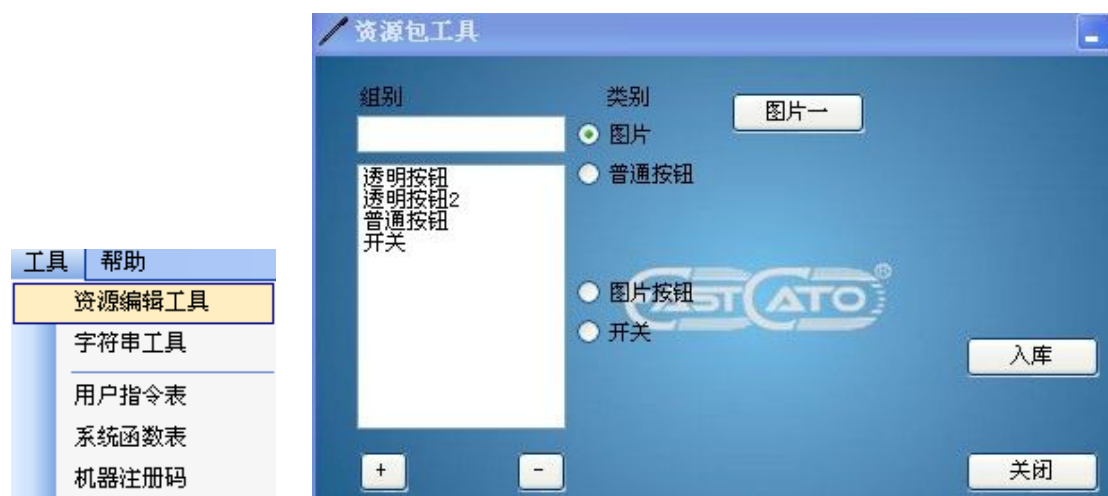 工具 帮助
资源编辑工具
字符串工具
用户指令表
系统函数表
机器注册码
资源包工具
组别
类别
图片一
图片
普通按钮
透明按钮
透明按钮2
普通按钮
开关
图片按钮
开关
CASTCATO®
入库
+
-
关闭